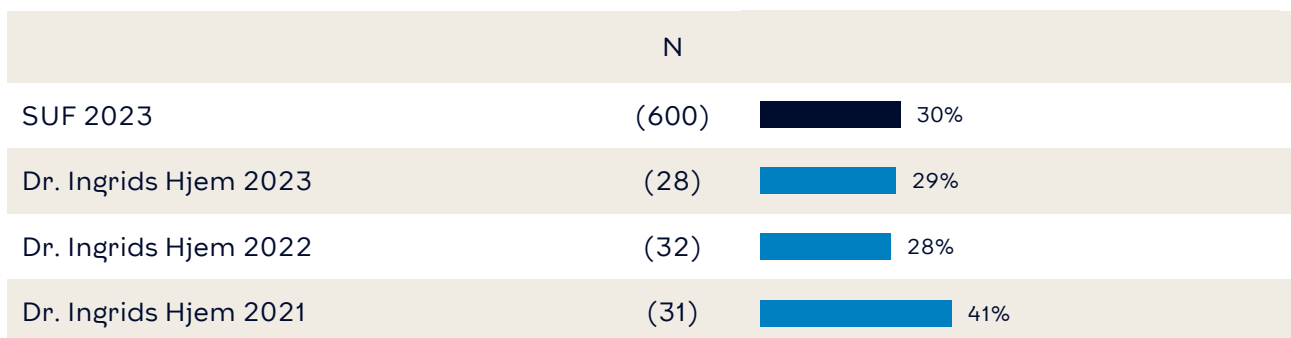 N
SUF 2023 (600) 30%
Dr. Ingrids Hjem 2023 (28) 29%
Dr. Ingrids Hjem 2022 (32) 28%
Dr. Ingrids Hjem 2021 (31) 41%